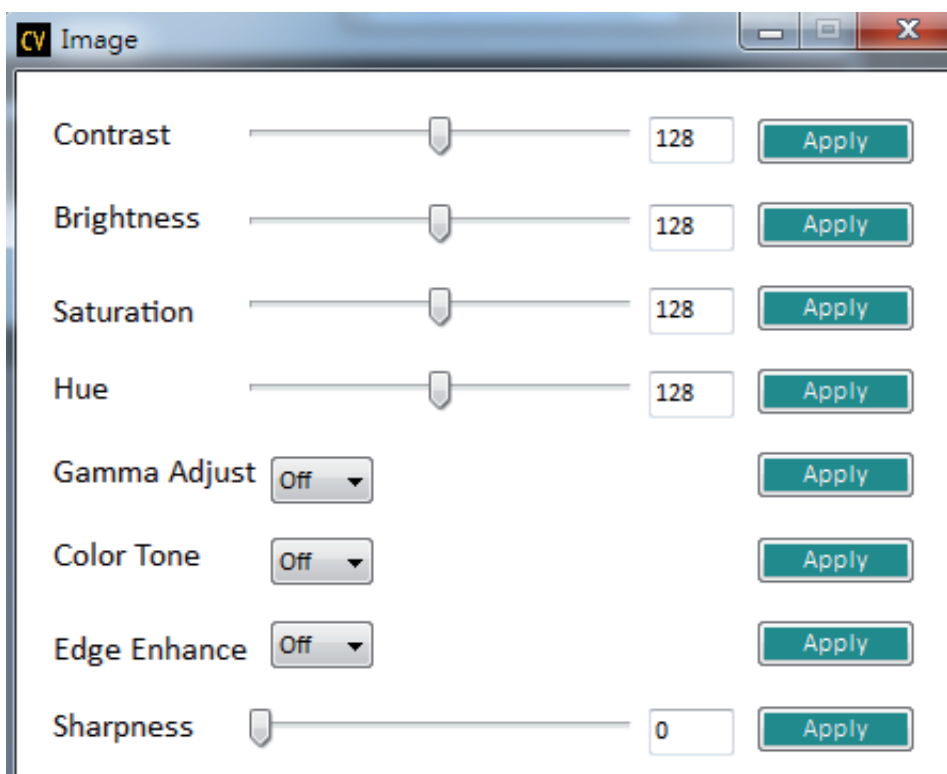 CV Image
Contrast 128 Apply
Brightness 128 Apply
Saturation 128 Apply
Hue 128 Apply
Gamma Adjust Off Apply
Color Tone Off Apply
Edge Enhance Off Apply
Sharpness 0 Apply